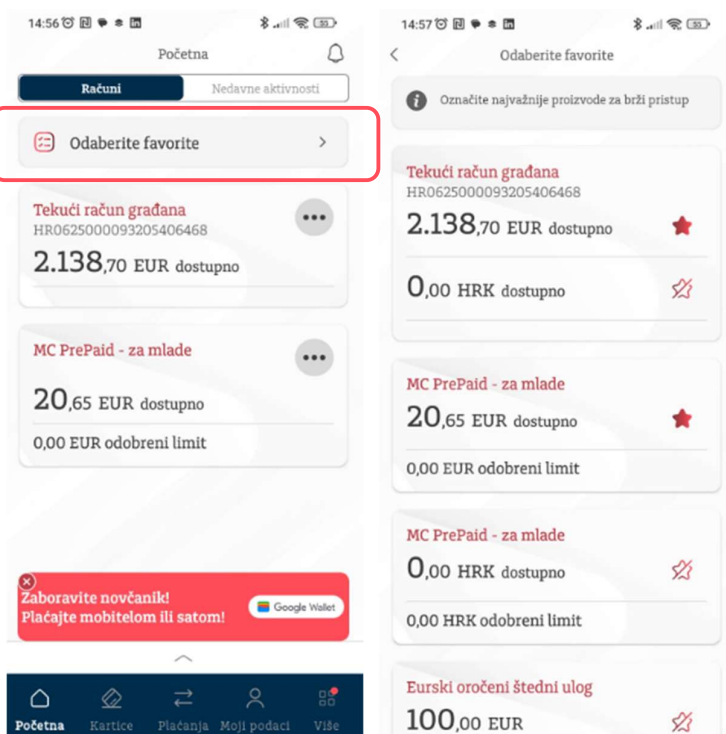 14:56
55
Početna
Računi
Nedavne aktivnosti
Odaberite favorite
Tekući račun građana
HR0625000093205406468
2.138,70 EUR dostupno
MC PrePaid - za mlade
20,65 EUR dostupno
0,00 EUR odobreni limit
Zaboravite novčanik!
Plaćajte mobitelom ili satom!
Google Wallet
Početna
Kartice
Plaćanja
Moji podaci
Više
14:57
55
Odaberite favorite
Označite najvažnije proizvode za brži pristup
Tekući račun građana
HR0625000093205406468
2.138,70 EUR dostupno
0,00 HRK dostupno
MC PrePaid - za mlade
20,65 EUR dostupno
0,00 EUR odobreni limit
MC PrePaid - za mlade
0,00 HRK dostupno
0,00 HRK odobreni limit
Eurski oročeni štedni ulog
100,00 EUR